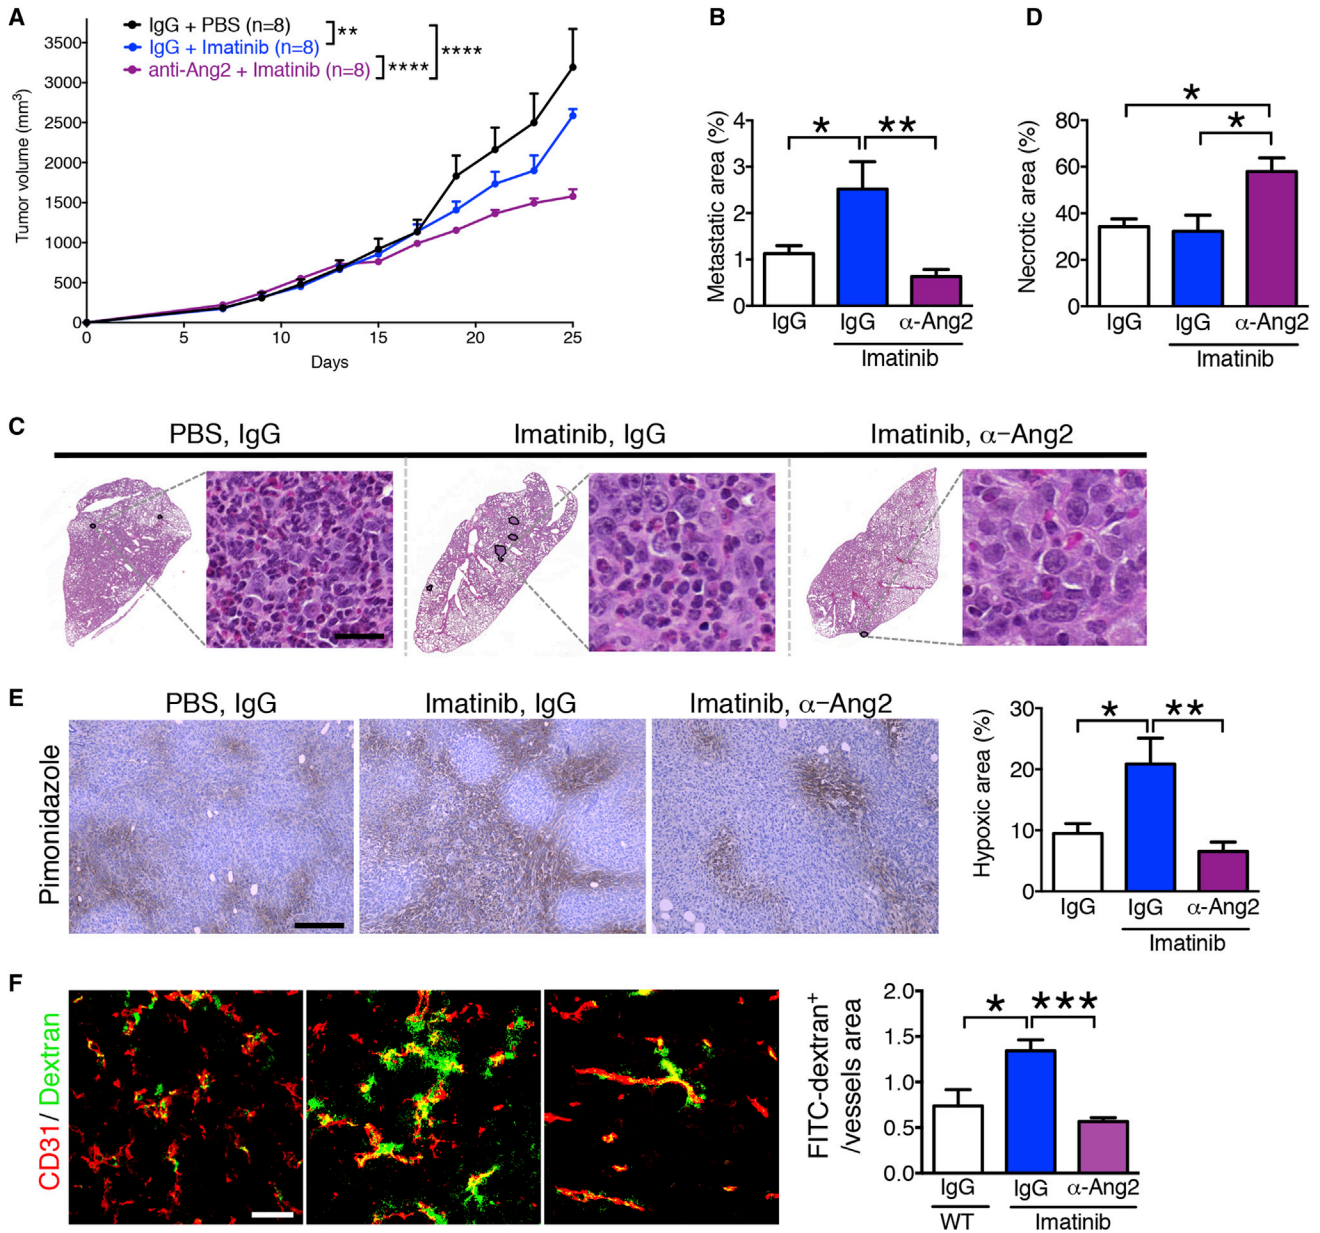 A
IgG + PBS (n=8)
IgG + Imatinib (n=8)
anti-Ang2 + Imatinib (n=8)
**
****
****
Tumor volume (mm³)
3500
3000
2500
2000
1500
1000
500
0
0 5 10 15 20 25
Days
B
Metastatic area (%)
4
3
2
1
0
* **
IgG IgG α-Ang2
Imatinib
D
Necrotic area (%)
80
60
40
20
0
*
*
IgG IgG α-Ang2
Imatinib
C
PBS, IgG Imatinib, IgG Imatinib, α−Ang2
E
PBS, IgG Imatinib, IgG Imatinib, α−Ang2
Pimonidazole
Hypoxic area (%)
30
20
10
0
* **
IgG IgG α-Ang2
Imatinib
F
CD31 / Dextran
FITC-dextran⁺
/vessels area
2.0
1.5
1.0
0.5
0.0
* ***
IgG IgG α-Ang2
WT Imatinib